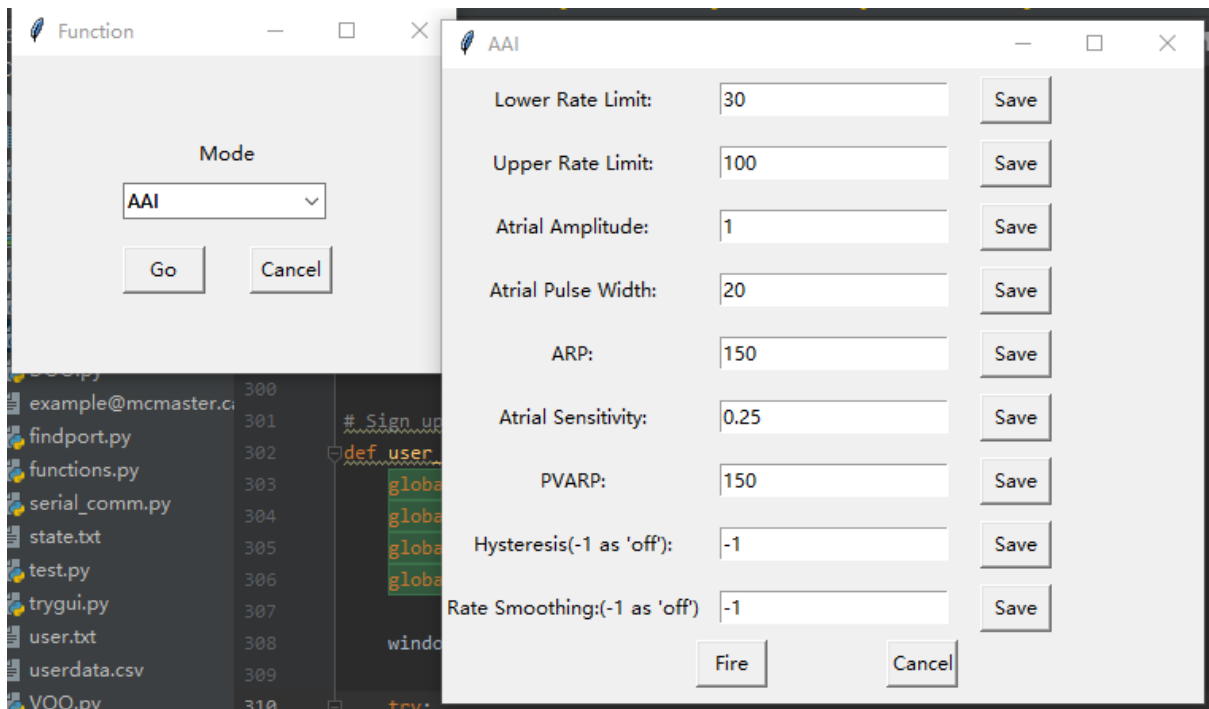 Function
Mode
AAI
Go
Cancel
AAI
Lower Rate Limit:
30
Save
Upper Rate Limit:
100
Save
Atrial Amplitude:
1
Save
Atrial Pulse Width:
20
Save
ARP:
150
Save
Atrial Sensitivity:
0.25
Save
PVARP:
150
Save
Hysteresis(-1 as 'off'):
-1
Save
Rate Smoothing:(-1 as 'off')
-1
Save
Fire
Cancel
example@mcmaster.ca
findport.py
functions.py
serial_comm.py
state.txt
test.py
trygui.py
user.txt
userdata.csv
VOO.py
300
301 # Sign up
302 def user_
303 globa
304 globa
305 globa
306 globa
307
308 windo
309
310 try: